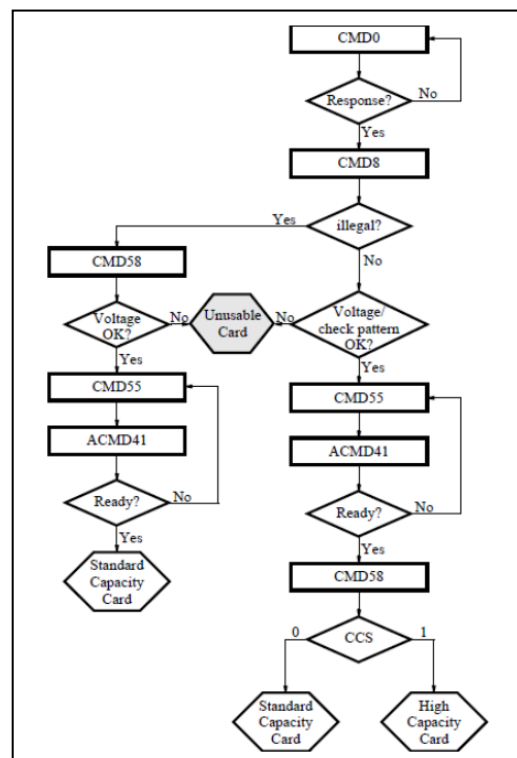 CMD0
Response?
No
Yes
CMD8
Yes
illegal?
CMD58
No
Voltage
OK?
No
Unusable
Card
No
Voltage/
check pattern
OK?
Yes
Yes
CMD55
CMD55
ACMD41
ACMD41
Ready?
No
Ready?
No
Yes
Yes
Standard
Capacity
Card
CMD58
0
CCS
1
Standard
Capacity
Card
High
Capacity
Card